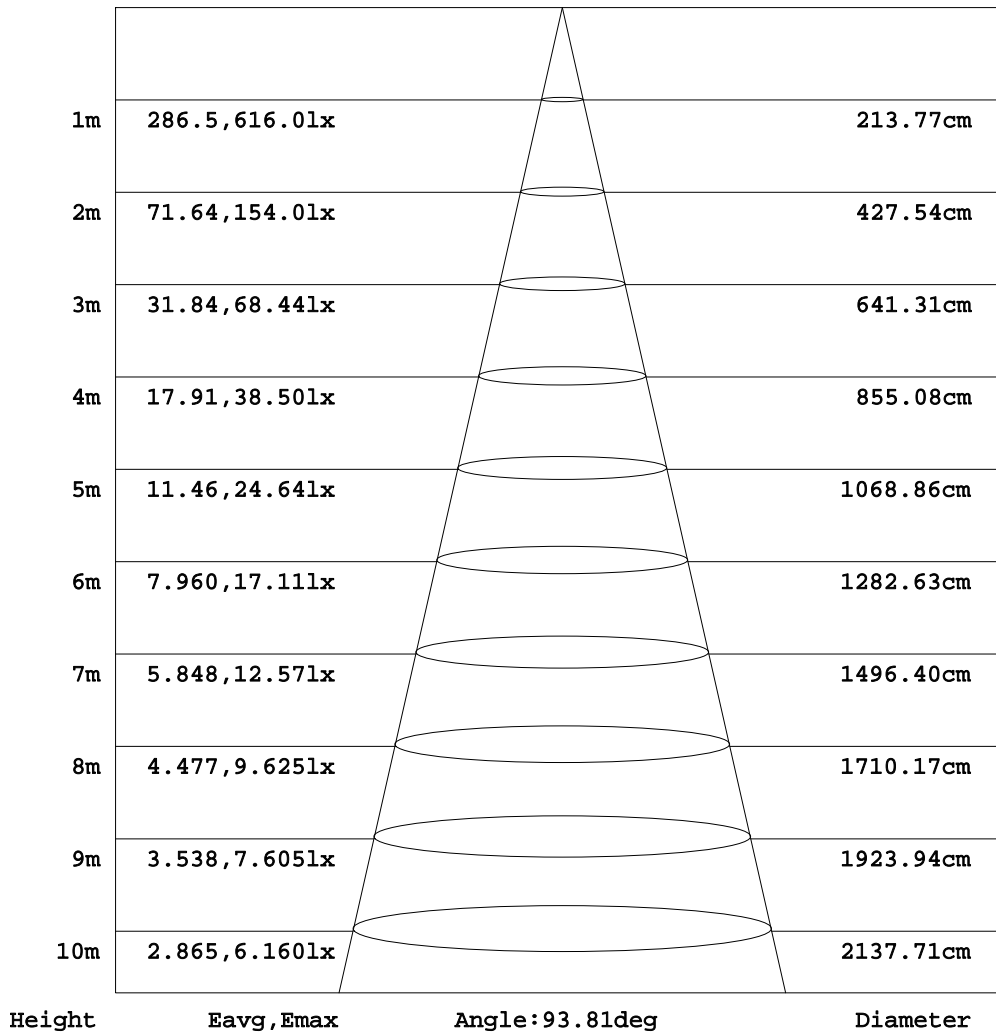 1m 286.5,616.0lx 213.77cm
2m 71.64,154.0lx 427.54cm
3m 31.84,68.44lx 641.31cm
4m 17.91,38.50lx 855.08cm
5m 11.46,24.64lx 1068.86cm
6m 7.960,17.11lx 1282.63cm
7m 5.848,12.57lx 1496.40cm
8m 4.477,9.625lx 1710.17cm
9m 3.538,7.605lx 1923.94cm
10m 2.865,6.160lx 2137.71cm
Height Eavg,Emax Angle:93.81deg Diameter